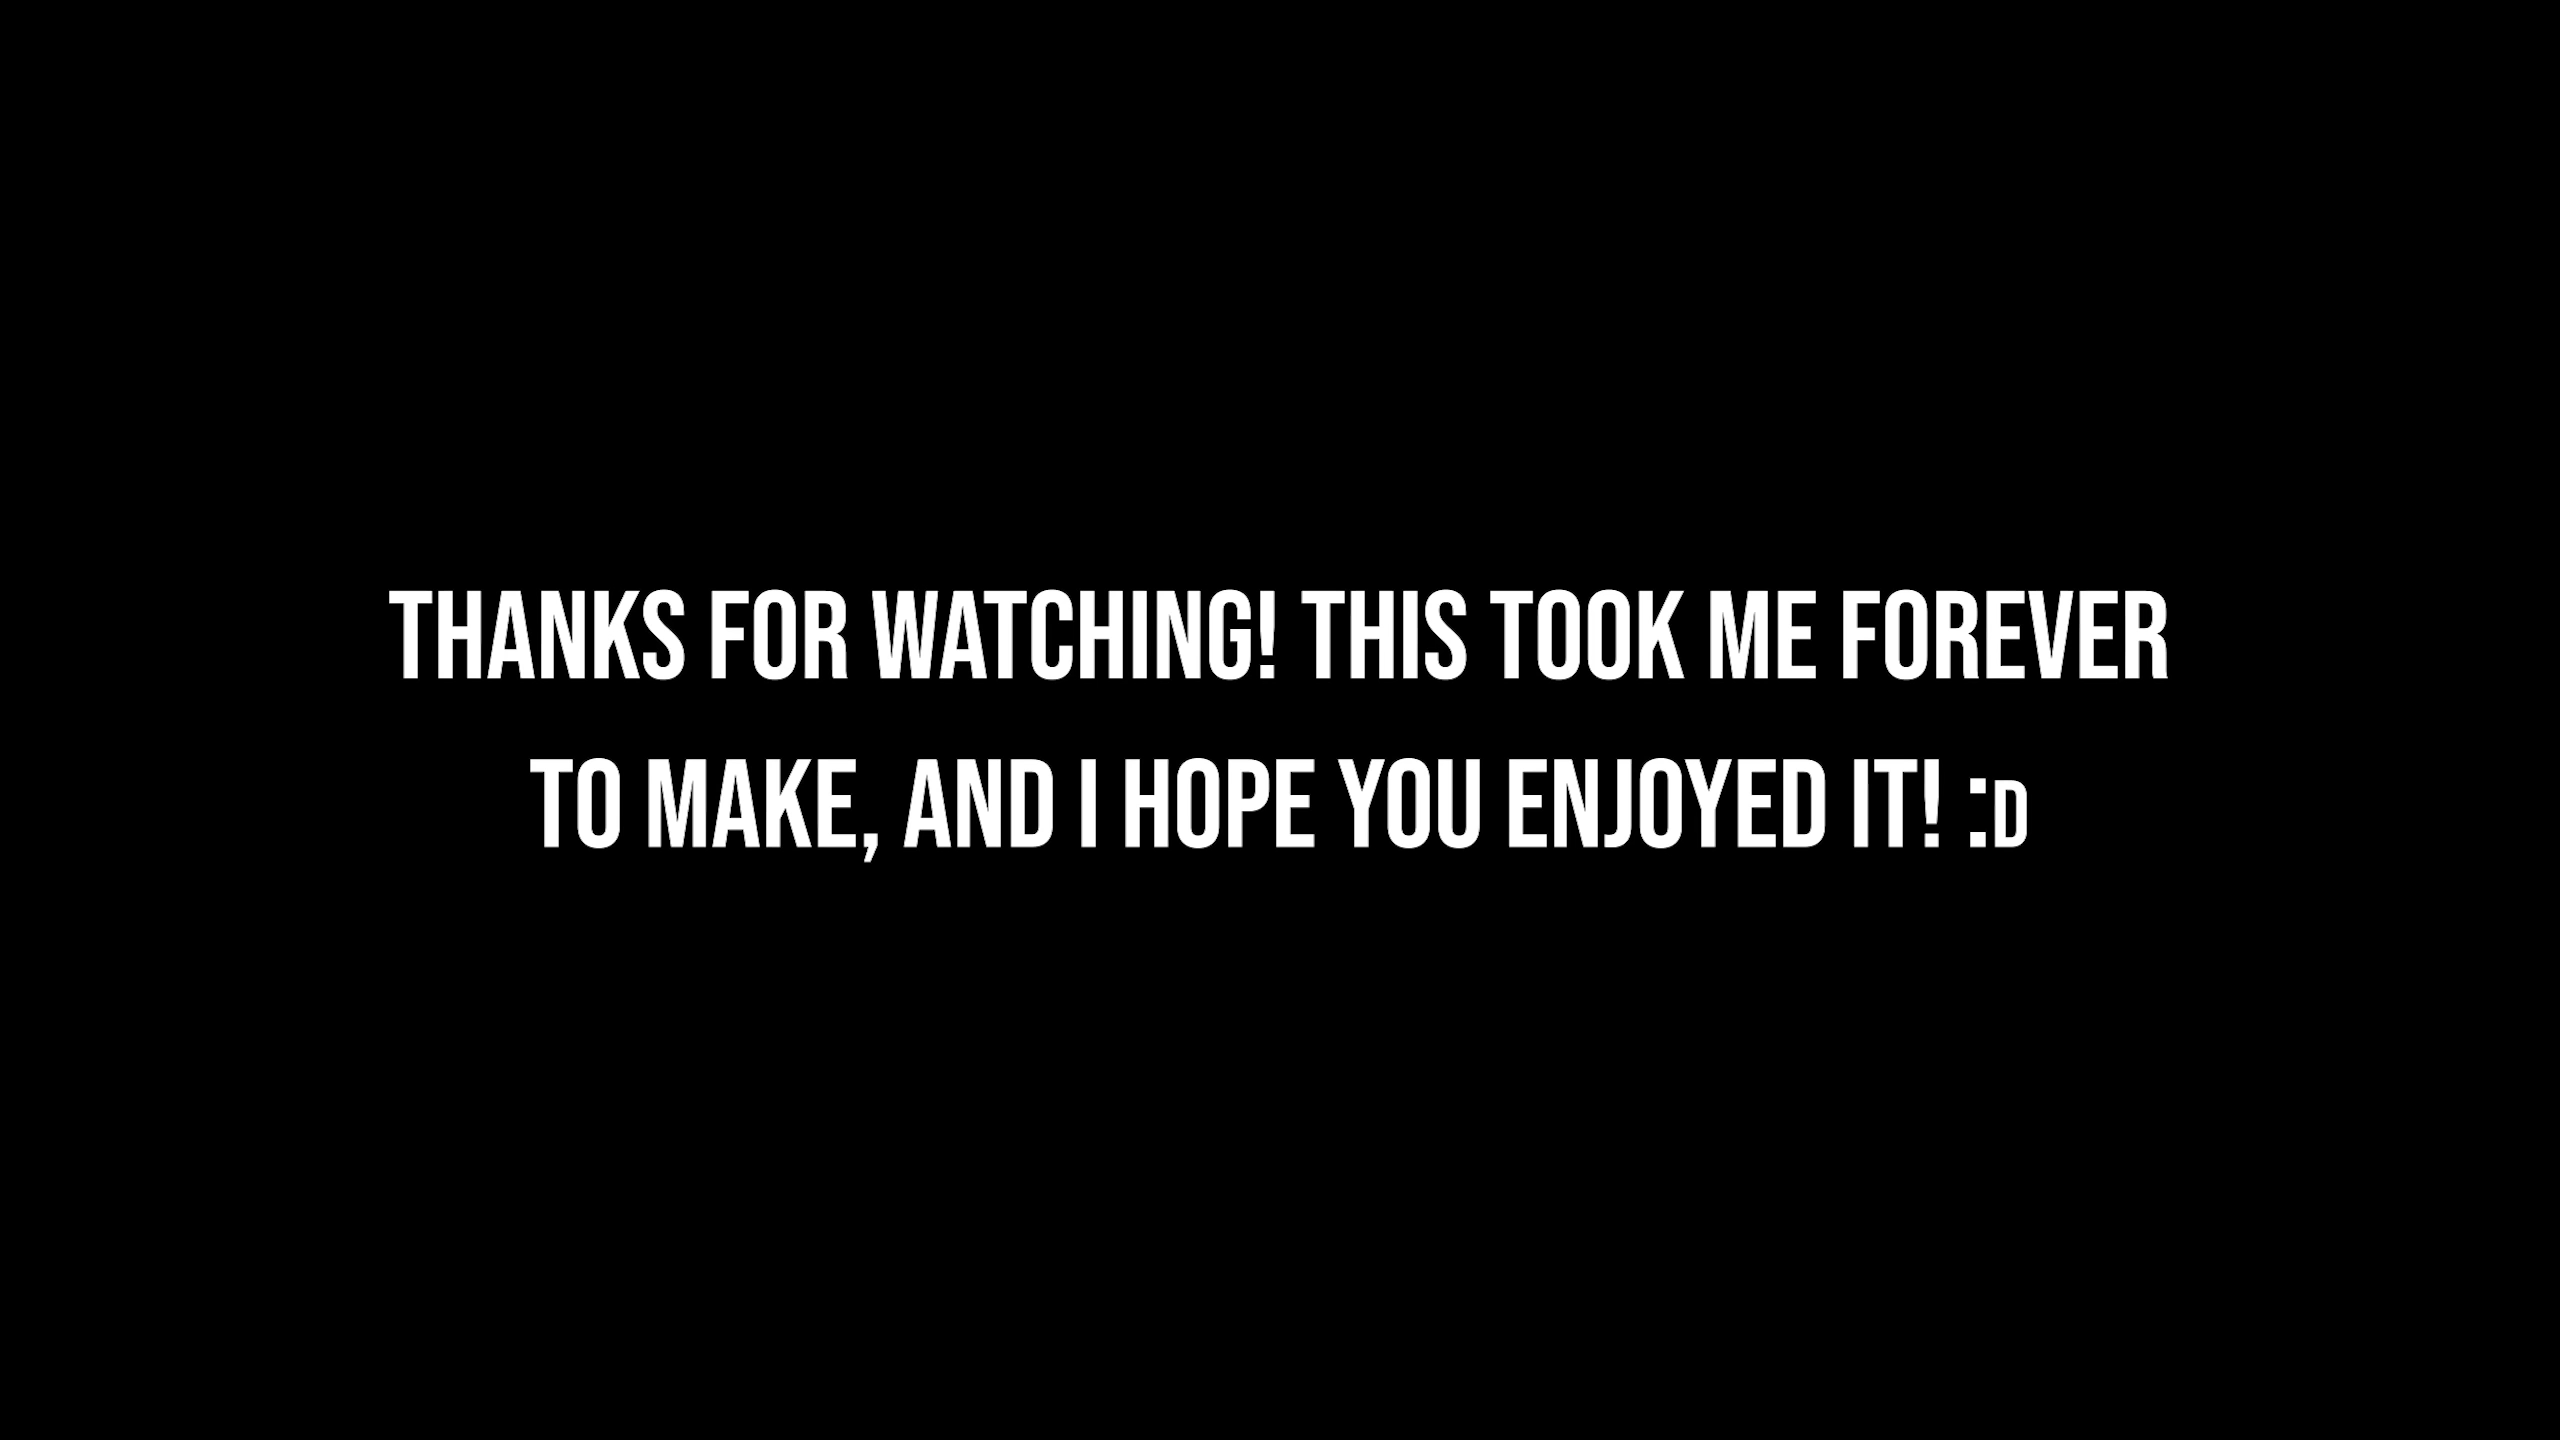 THANKS FOR WATCHING! THIS TOOK ME FOREVER
TO MAKE, AND I HOPE YOU ENJOYED IT! :D